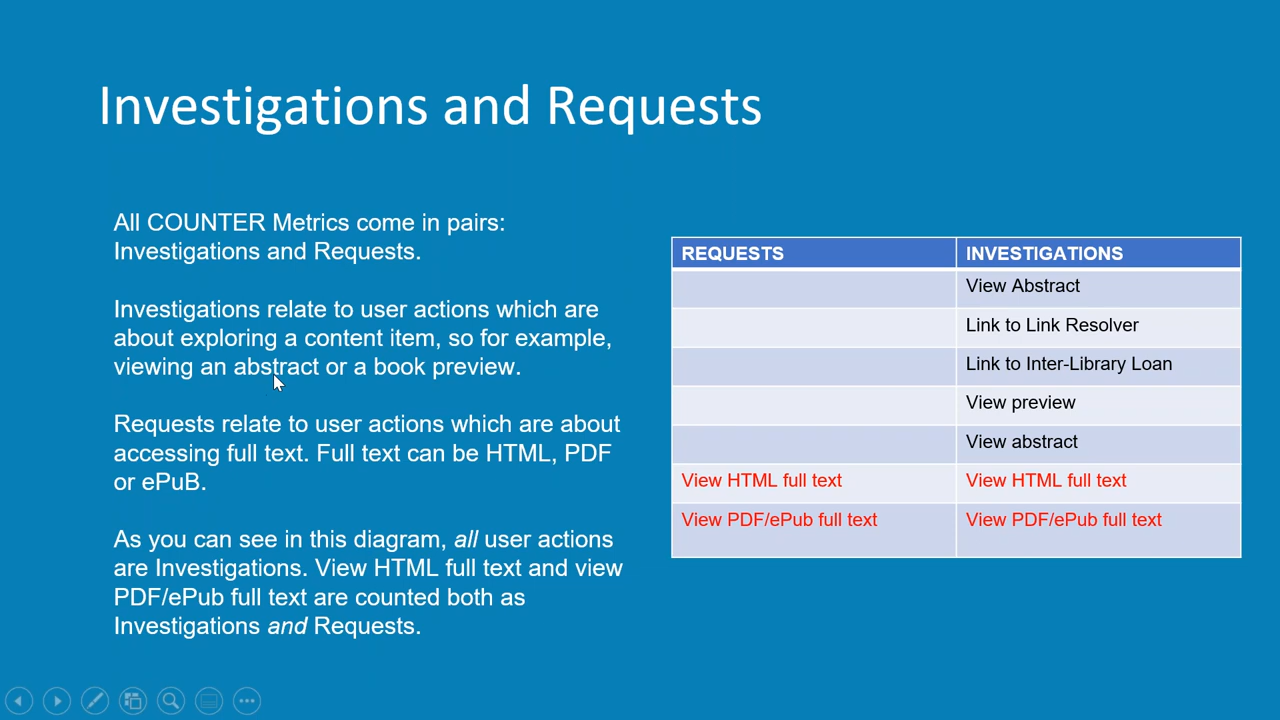 Investigations and Requests
All COUNTER Metrics come in pairs:
Investigations and Requests.
Investigations relate to user actions which are
about exploring a content item, so for example,
viewing an abstract or a book preview.
Requests relate to user actions which are about
accessing full text. Full text can be HTML, PDF
or ePuB.
As you can see in this diagram, all user actions
are Investigations. View HTML full text and view
PDF/ePub full text are counted both as
Investigations and Requests.
REQUESTS INVESTIGATIONS
View Abstract
Link to Link Resolver
Link to Inter-Library Loan
View preview
View abstract
View HTML full text View HTML full text
View PDF/ePub full text View PDF/ePub full text